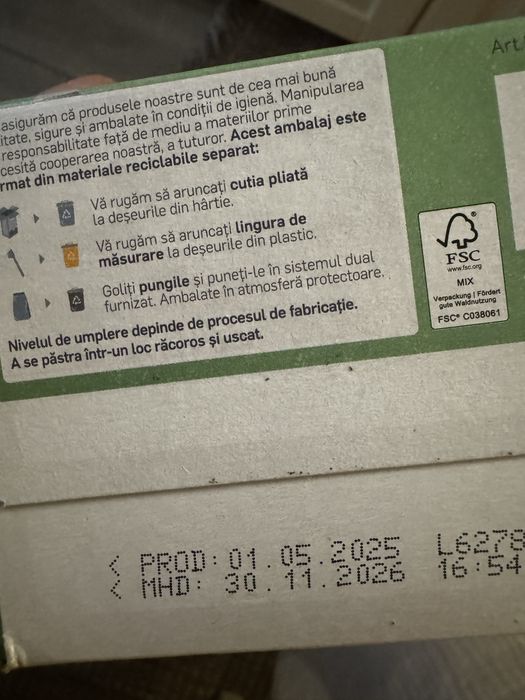 Art.
asigurăm că produsele noastre sunt de cea mai bună
itate, sigure și ambalate în condiții de igienă. Manipularea
responsabilitate față de mediu a materiilor prime
cesită cooperarea noastră, a tuturor. Acest ambalaj este
rmat din materiale reciclabile separat:
Vă rugăm să aruncați cutia pliată
la deșeurile din hârtie.
Vă rugăm să aruncați lingura de
măsurare la deșeurile din plastic.
Goliți pungile și puneți-le în sistemul dual
furnizat. Ambalate în atmosferă protectoare.
Nivelul de umplere depinde de procesul de fabricație.
A se păstra într-un loc răcoros și uscat.
FSC
www.fsc.org
MIX
Verpackung | Fördert
gute Waldnutzung
FSC® C038061
< PROD: 01.05.2025 L6278
< MHD: 30.11.2026 16:54